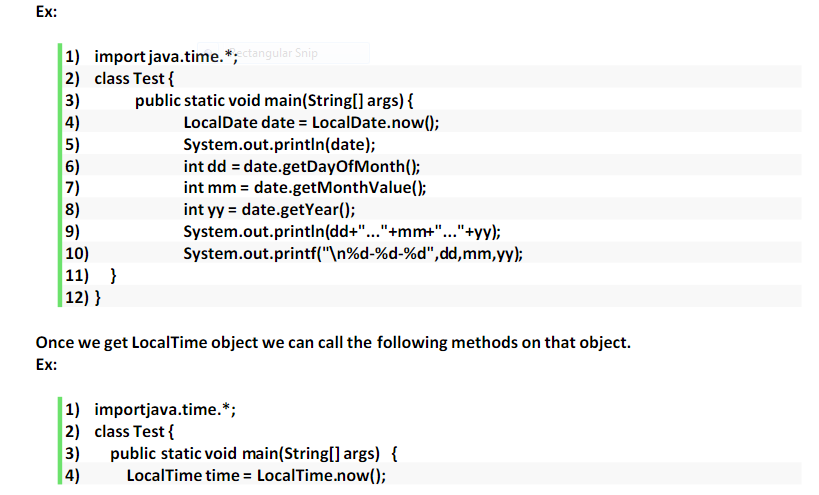 Ex:
1) import java.time.*;
Rectangular Snip
2) class Test {
3) public static void main(String[] args) {
4) LocalDate date = LocalDate.now();
5) System.out.println(date);
6) int dd = date.getDayOfMonth();
7) int mm = date.getMonthValue();
8) int yy = date.getYear();
9) System.out.println(dd+"..."+mm+"..."+yy);
10) System.out.printf("\n%d-%d-%d",dd,mm,yy);
11) }
12) }
Once we get LocalTime object we can call the following methods on that object.
Ex:
1) importjava.time.*;
2) class Test {
3) public static void main(String[] args) {
4) LocalTime time = LocalTime.now();